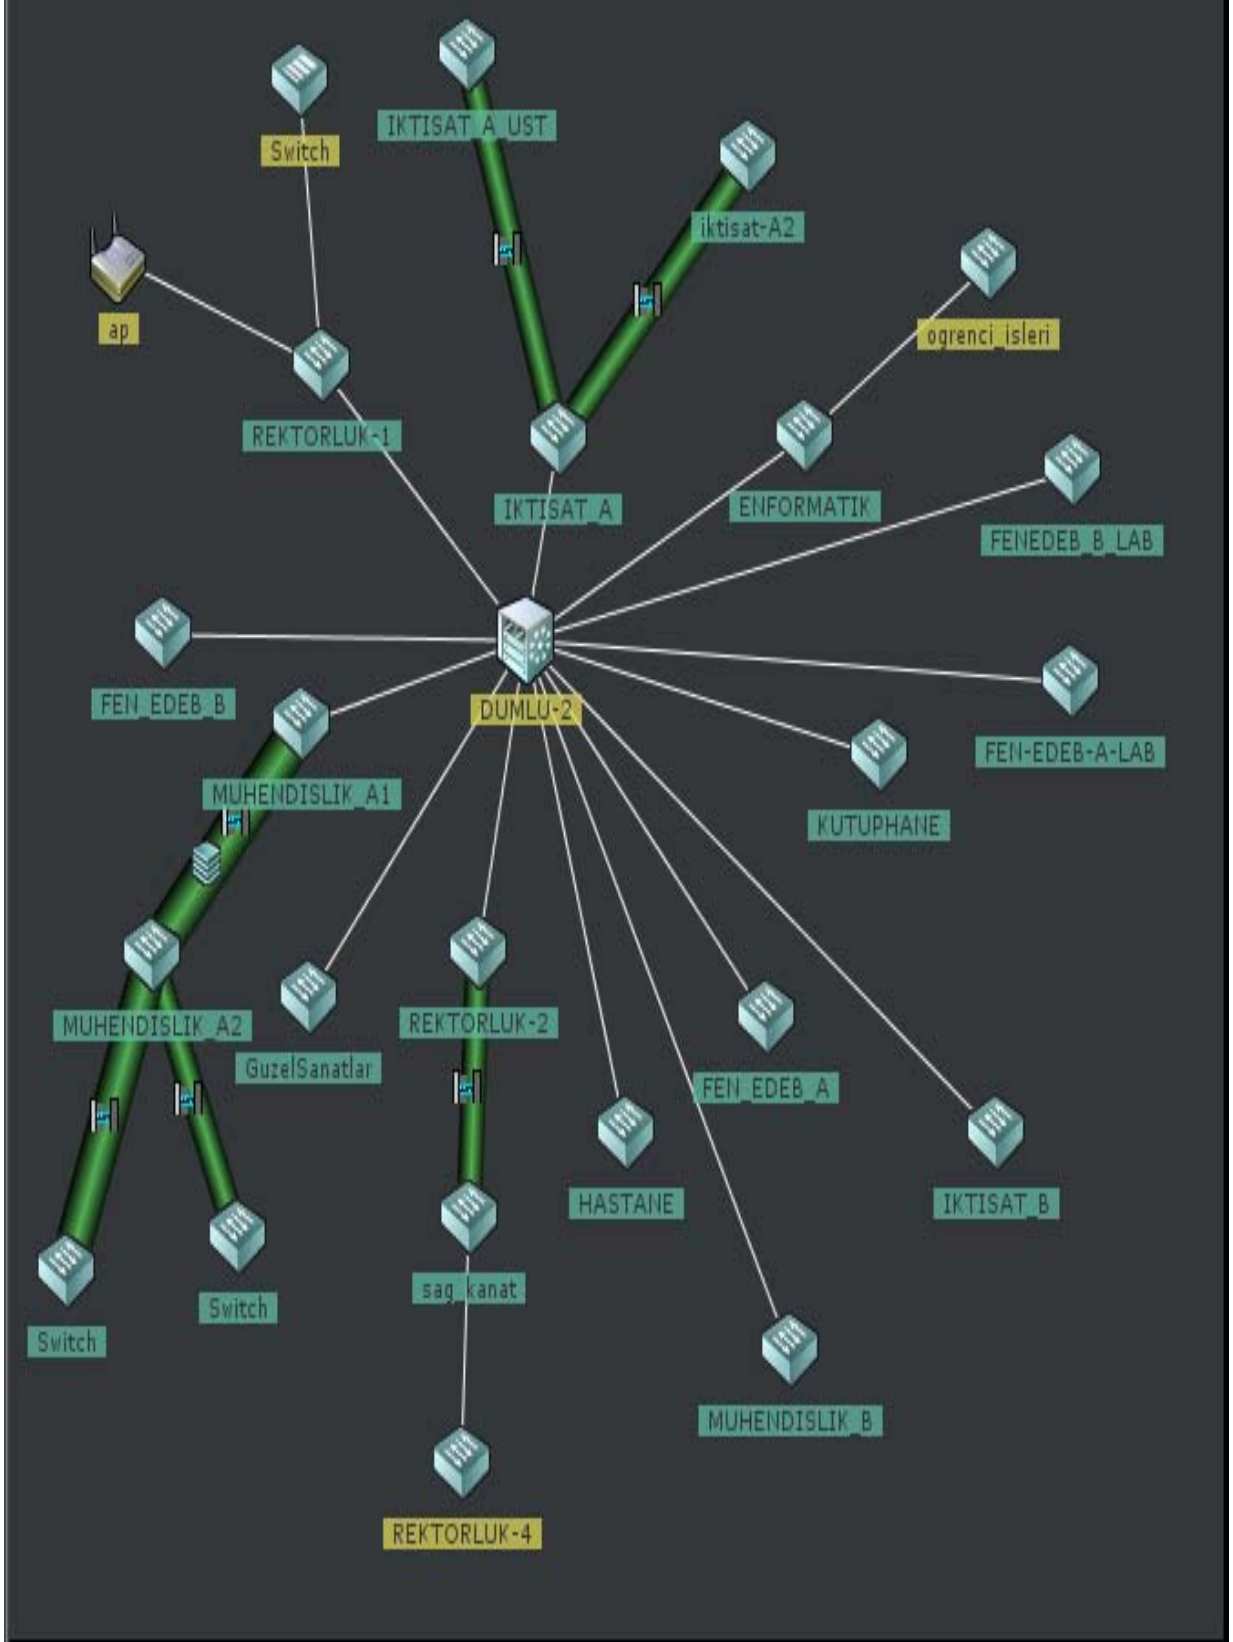 IKTISAT_A_UST
Switch
iktisat-A2
ap
ogrenci_isleri
REKTORLUK-1
IKTISAT_A
ENFORMATIK
FENEDEB_B_LAB
FEN_EDEB_B
DUMLU-2
FEN-EDEB-A-LAB
MUHENDISLIK_A1
KUTUPHANE
MUHENDISLIK_A2
REKTORLUK-2
GuzelSanatlar
FEN_EDEB_A
HASTANE
IKTISAT_B
sag_kanat
Switch
Switch
MUHENDISLIK_B
REKTORLUK-4